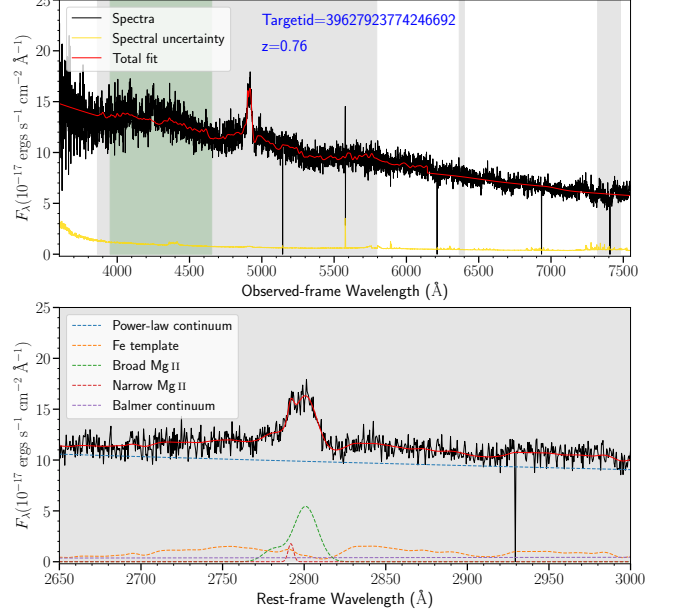 25
20
15
10
5
0
F_λ(10⁻¹⁷ ergs s⁻¹ cm⁻² Å⁻¹)
Spectra
Spectral uncertainty
Total fit
Targetid=39627923774246692
z=0.76
4000 4500 5000 5500 6000 6500 7000 7500
Observed-frame Wavelength (Å)
25
20
15
10
5
0
F_λ(10⁻¹⁷ ergs s⁻¹ cm⁻² Å⁻¹)
Power-law continuum
Fe template
Broad Mg II
Narrow Mg II
Balmer continuum
2650 2700 2750 2800 2850 2900 2950 3000
Rest-frame Wavelength (Å)